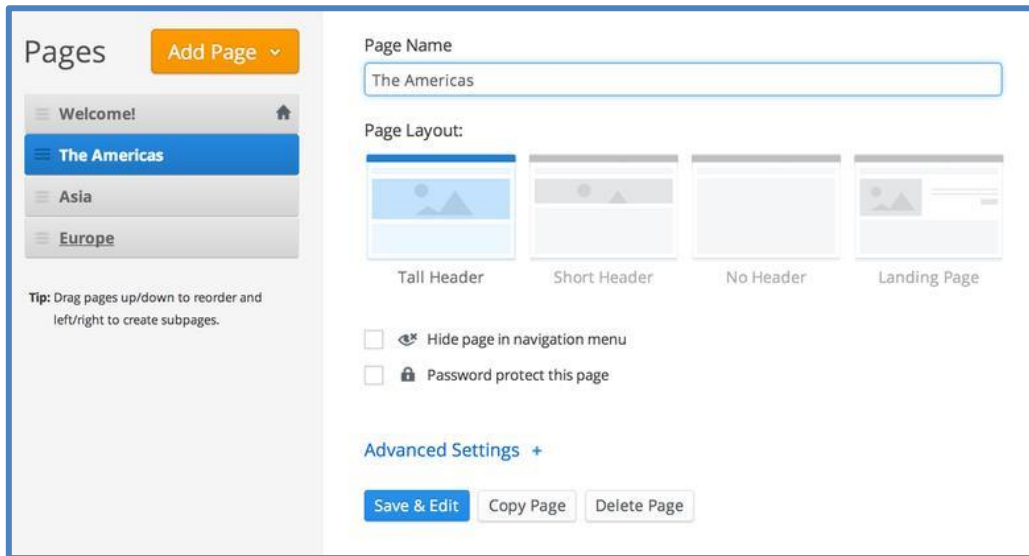 Pages
Add Page
Welcome!
The Americas
Asia
Europe
Tip: Drag pages up/down to reorder and
left/right to create subpages.
Page Name
The Americas
Page Layout:
Tall Header
Short Header
No Header
Landing Page
Hide page in navigation menu
Password protect this page
Advanced Settings +
Save & Edit
Copy Page
Delete Page